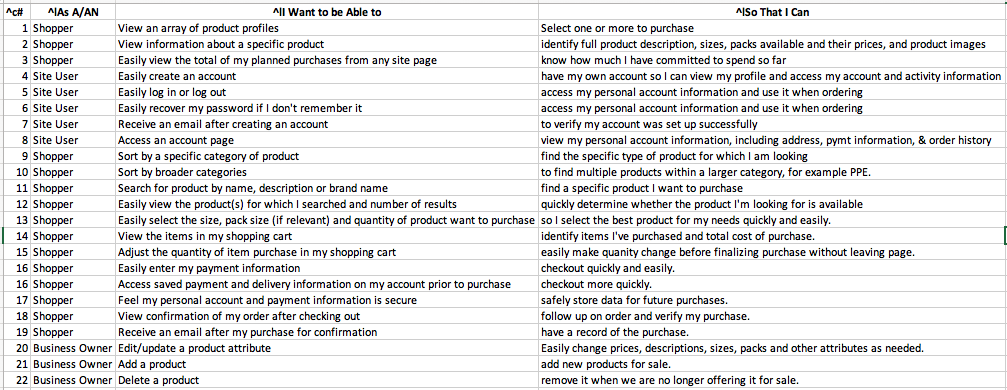 ^c# ^IAs A/AN ^II Want to be Able to ^ISo That I Can
1 Shopper View an array of product profiles Select one or more to purchase
2 Shopper View information about a specific product identify full product description, sizes, packs available and their prices, and product images
3 Shopper Easily view the total of my planned purchases from any site page know how much I have committed to spend so far
4 Site User Easily create an account have my own account so I can view my profile and access my account and activity information
5 Site User Easily log in or log out access my personal account information and use it when ordering
6 Site User Easily recover my password if I don't remember it access my personal account information and use it when ordering
7 Site User Receive an email after creating an account to verify my account was set up successfully
8 Site User Access an account page view my personal account information, including address, pymt information, & order history
9 Shopper Sort by a specific category of product find the specific type of product for which I am looking
10 Shopper Sort by broader categories to find multiple products within a larger category, for example PPE.
11 Shopper Search for product by name, description or brand name find a specific product I want to purchase
12 Shopper Easily view the product(s) for which I searched and number of results quickly determine whether the product I'm looking for is available
13 Shopper Easily select the size, pack size (if relevant) and quantity of product want to purchase so I select the best product for my needs quickly and easily.
14 Shopper View the items in my shopping cart identify items I've purchased and total cost of purchase.
15 Shopper Adjust the quantity of item purchase in my shopping cart easily make quanity change before finalizing purchase without leaving page.
16 Shopper Easily enter my payment information checkout quickly and easily.
16 Shopper Access saved payment and delivery information on my account prior to purchase checkout more quickly.
17 Shopper Feel my personal account and payment information is secure safely store data for future purchases.
18 Shopper View confirmation of my order after checking out follow up on order and verify my purchase.
19 Shopper Receive an email after my purchase for confirmation have a record of the purchase.
20 Business Owner Edit/update a product attribute Easily change prices, descriptions, sizes, packs and other attributes as needed.
21 Business Owner Add a product add new products for sale.
22 Business Owner Delete a product remove it when we are no longer offering it for sale.